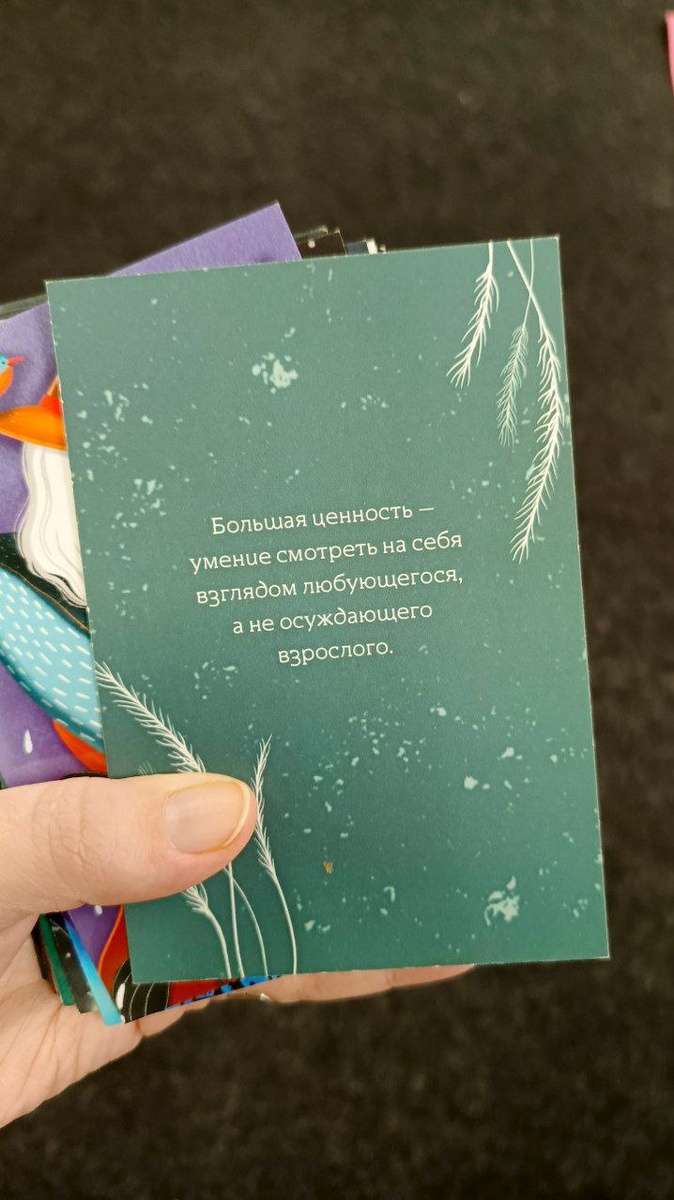 Большая ценность —
умение смотреть на себя
взглядом любующегося,
а не осуждающего
взрослого.